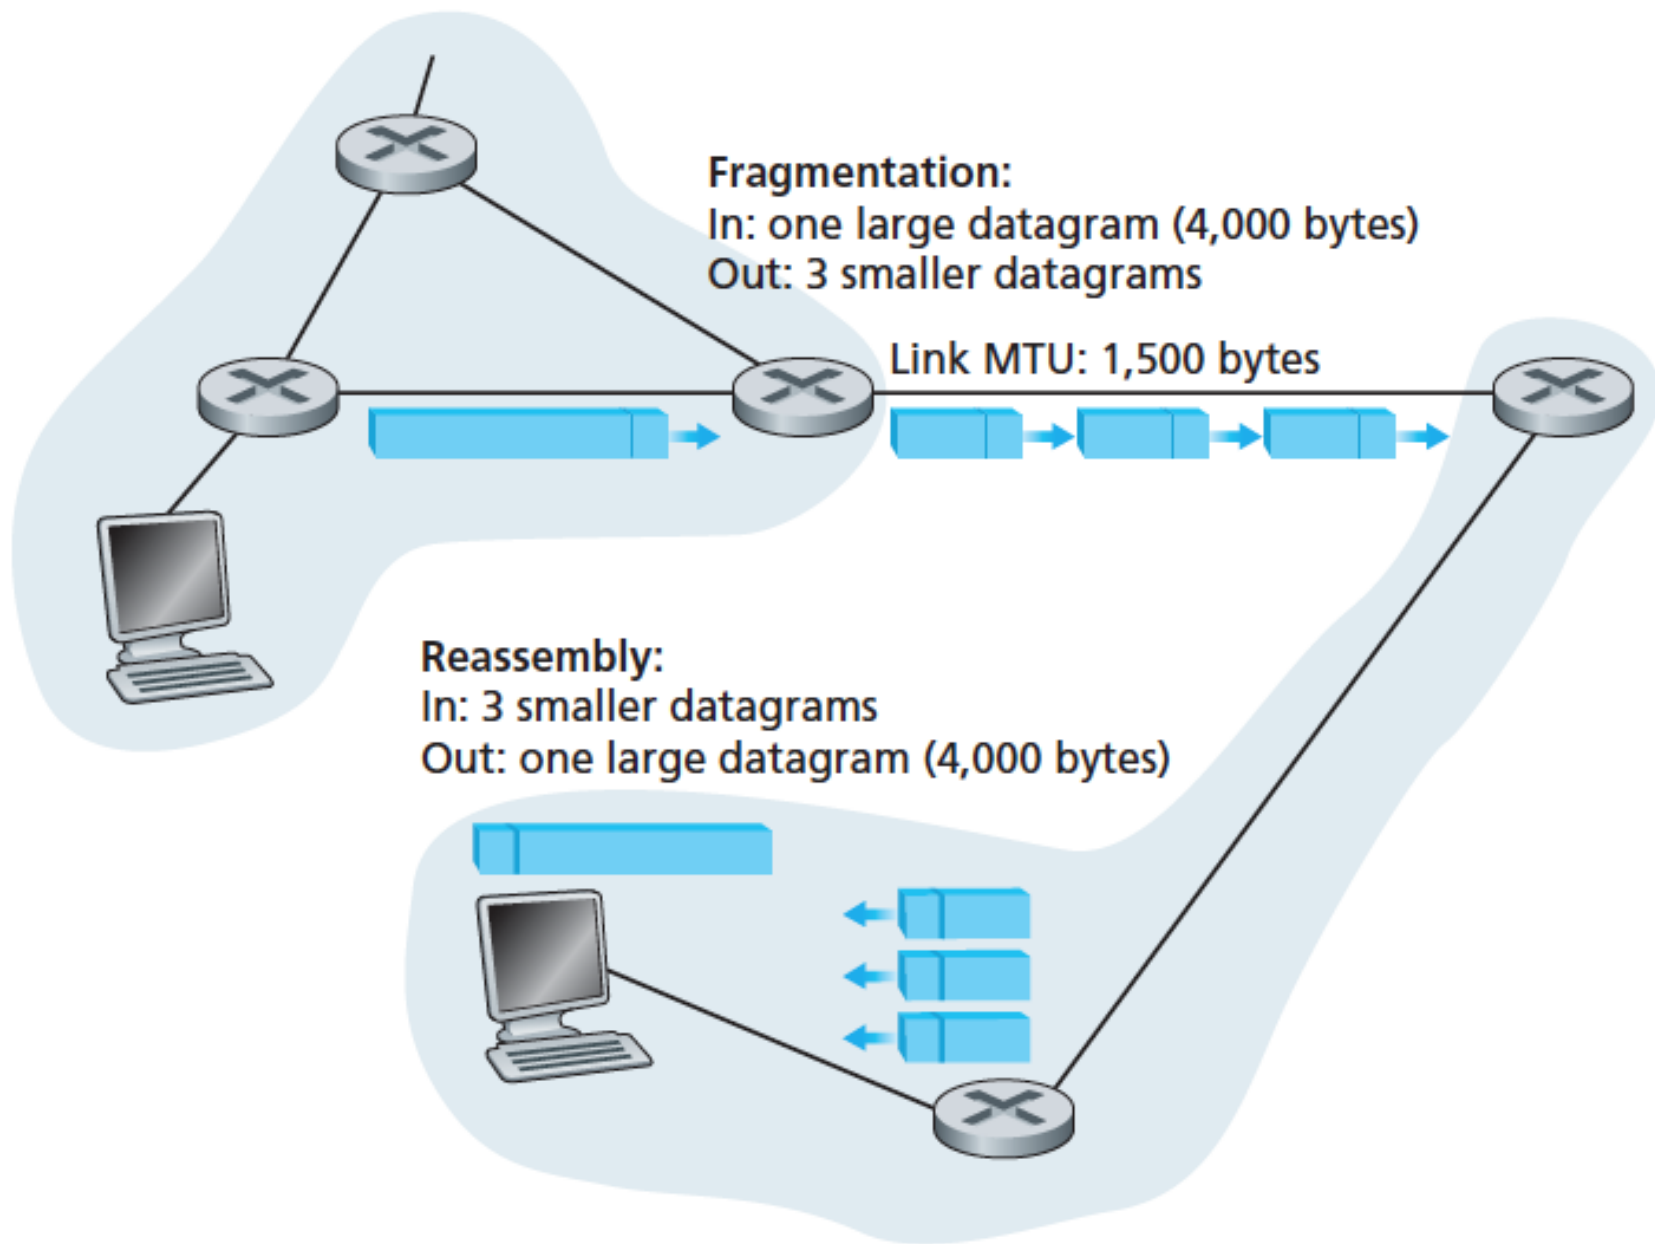 Fragmentation:
In: one large datagram (4,000 bytes)
Out: 3 smaller datagrams
Link MTU: 1,500 bytes
Reassembly:
In: 3 smaller datagrams
Out: one large datagram (4,000 bytes)